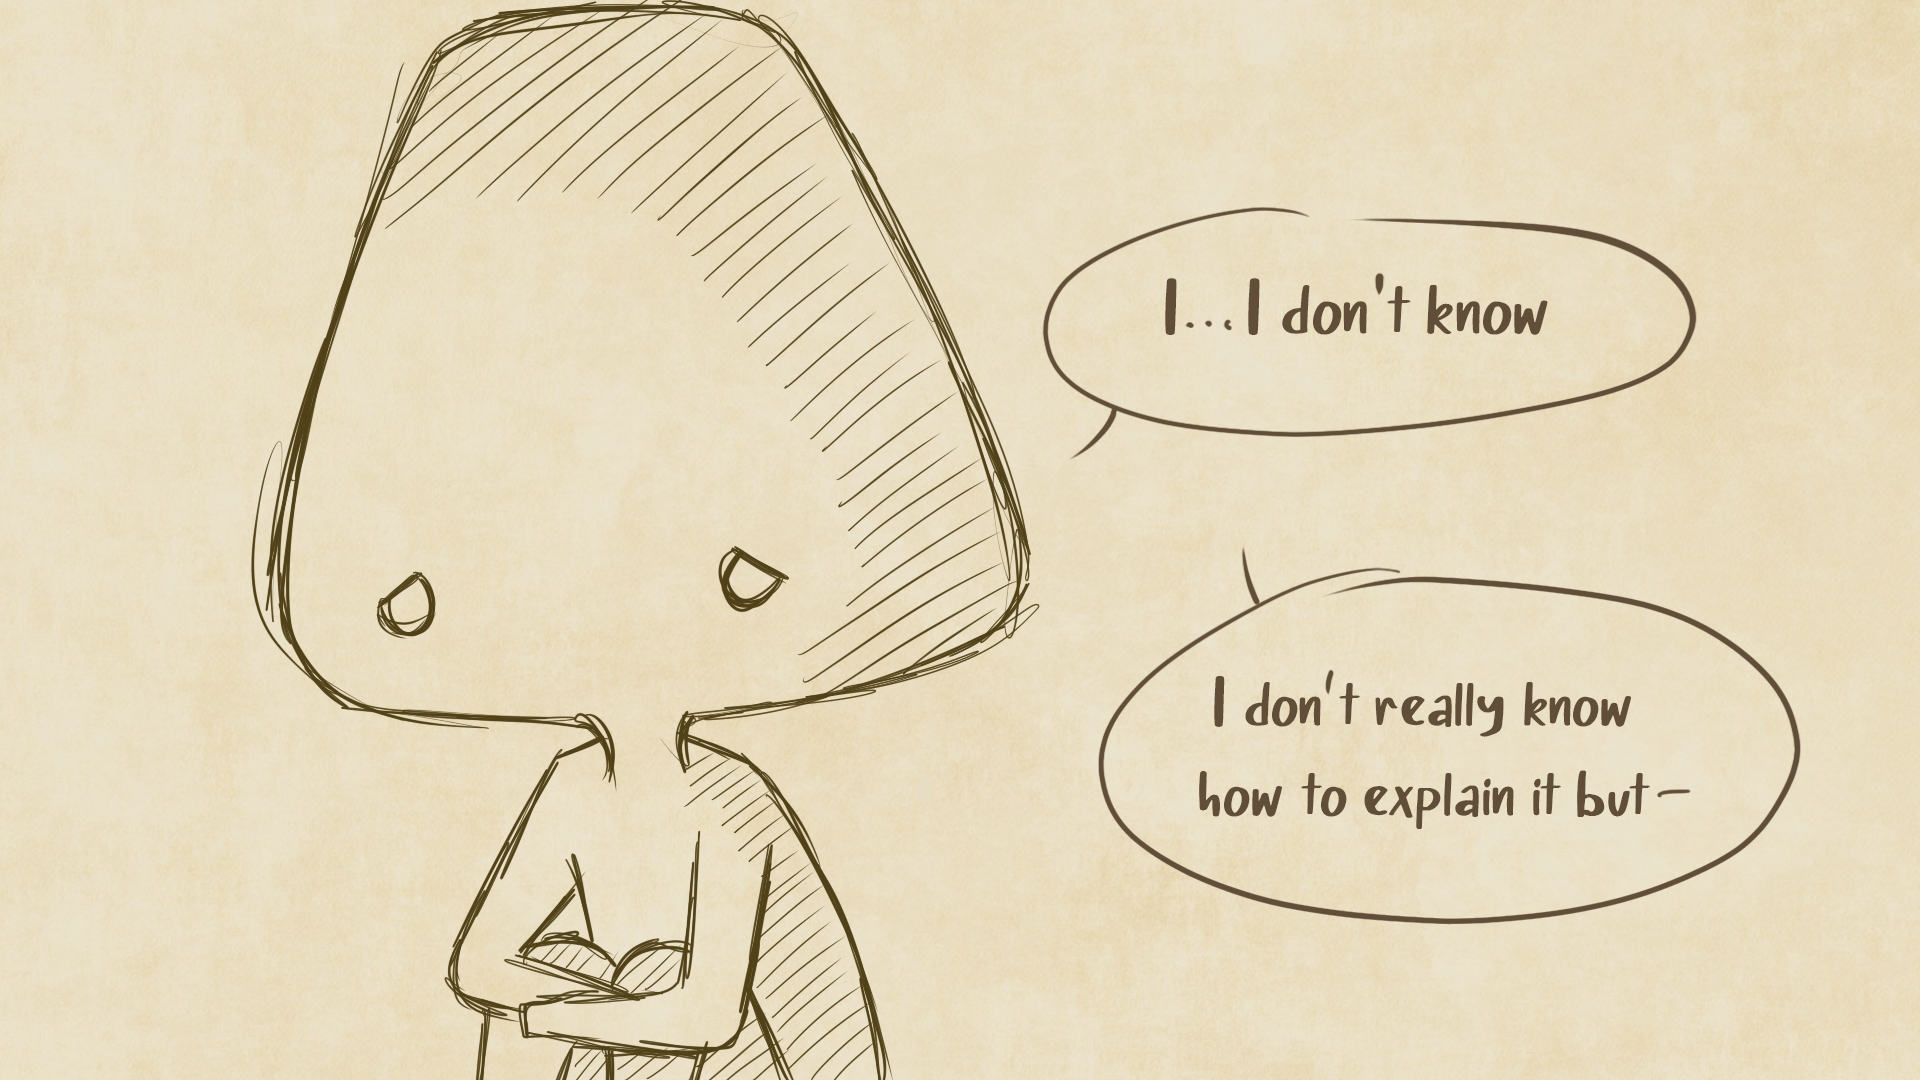 I...I don't know
I don't really know
how to explain it but-